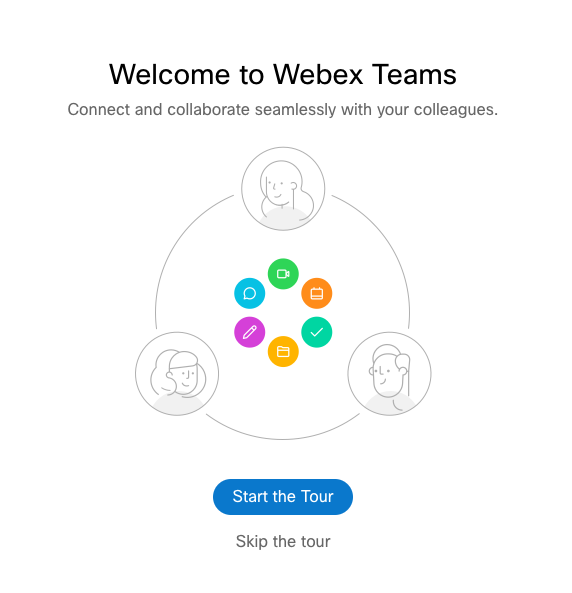 Welcome to Webex Teams
Connect and collaborate seamlessly with your colleagues.
Start the Tour
Skip the tour